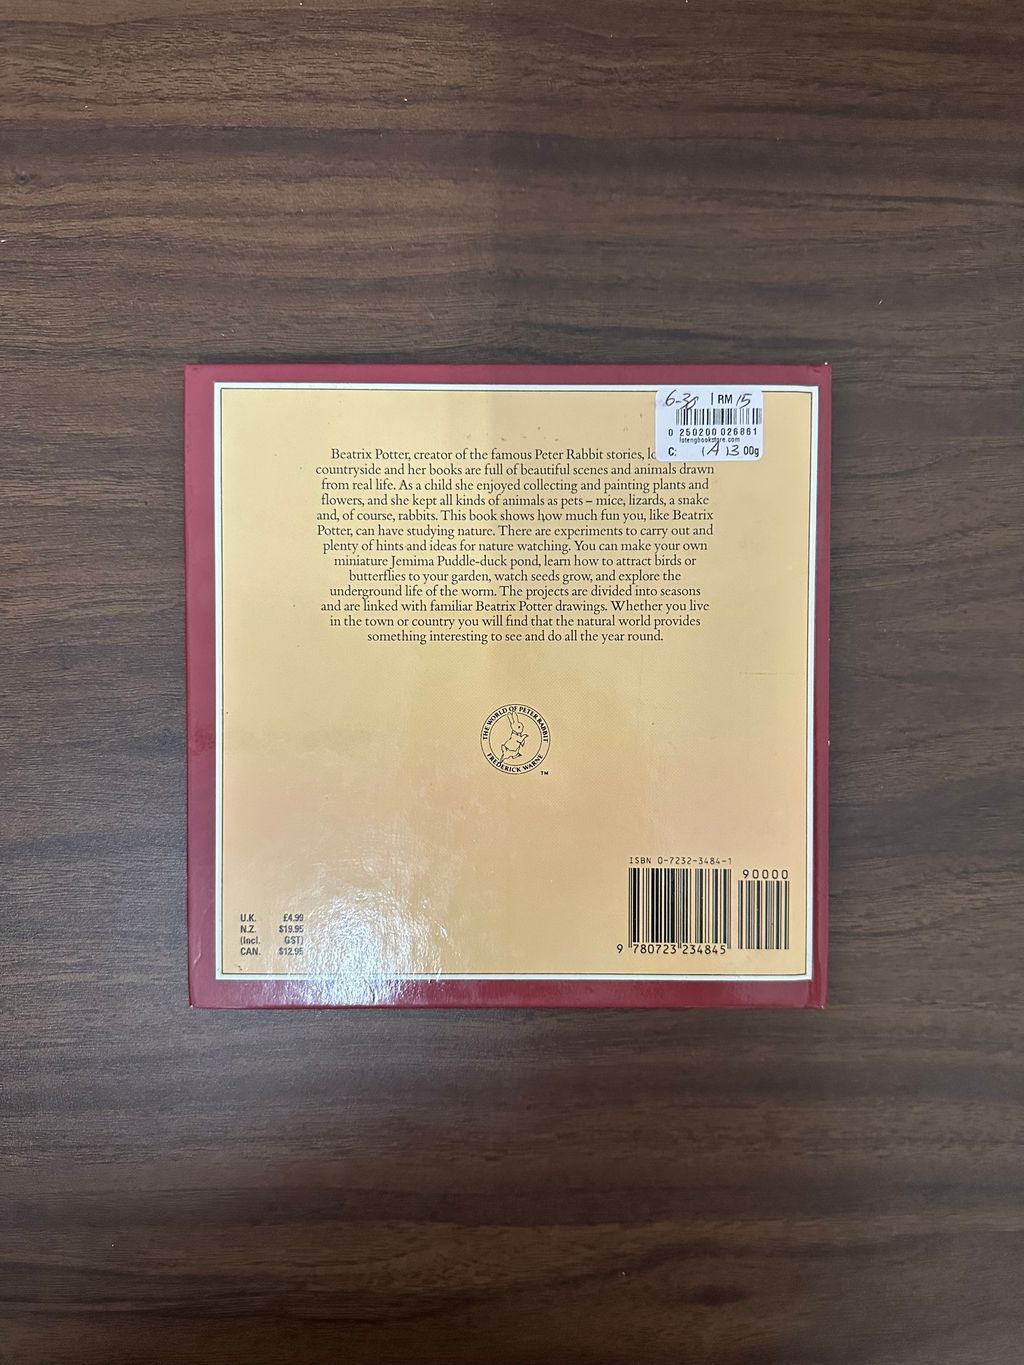 6-38 | RM 15
0 250200 026861
lotengbookstore.com
C: 00g
Beatrix Potter, creator of the famous Peter Rabbit stories,
countryside and her books are full of beautiful scenes and animals drawn
from real life. As a child she enjoyed collecting and painting plants and
flowers, and she kept all kinds of animals as pets – mice, lizards, a snake
and, of course, rabbits. This book shows how much fun you, like Beatrix
Potter, can have studying nature. There are experiments to carry out and
plenty of hints and ideas for nature watching. You can make your own
miniature Jemima Puddle-duck pond, learn how to attract birds or
butterflies to your garden, watch seeds grow, and explore the
underground life of the worm. The projects are divided into seasons
and are linked with familiar Beatrix Potter drawings. Whether you live
in the town or country you will find that the natural world provides
something interesting to see and do all the year round.
THE WORLD OF PETER RABBIT
FREDERICK WARNE
TM
ISBN 0-7232-3484-1
90000
9 780723 234845
U.K. £4.99
N.Z. $19.95
(Incl. GST)
CAN. $12.95